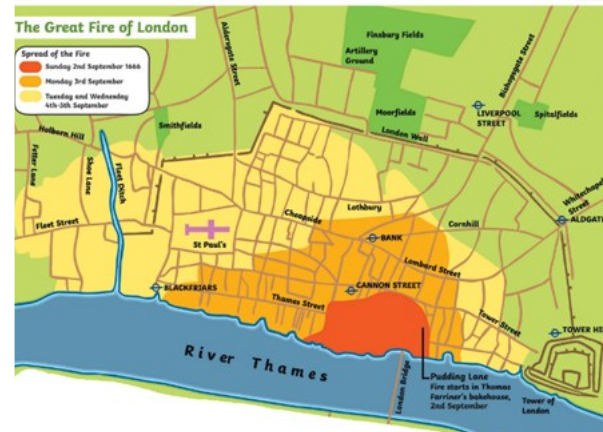 The Great Fire of London
Spread of the Fire
Sunday 2nd September 1666
Monday 3rd September
Tuesday and Wednesday
4th-5th September
Aldersgate Street
Finsbury Fields
Artillery
Ground
Bishopsgate Street
Moorfields
LIVERPOOL
STREET
Spitalfields
Smithfields
London Wall
Holborn Hill
Fetter Lane
Shoe Lane
Fleet Ditch
Whitechapel
Street
ALDGATE
Lothbury
Cheapside
Cornhill
Fleet Street
St Paul's
BANK
Lombard Street
BLACKFRIARS
CANNON STREET
Thames Street
Tower Street
TOWER HI
River Thames
London Bridge
Pudding Lane
Fire starts in Thomas
Farriner's bakehouse,
2nd September
Tower of
London